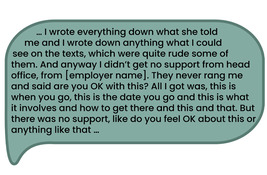 ... I wrote everything down what she told
me and I wrote down anything what I could
see on the texts, which were quite rude some of
them. And anyway I didn't get no support from head
office, from [employer name]. They never rang me
and said are you OK with this? All I got was, this is
when you go, this is the date you go and this is what
it involves and how to get there and this and that. But
there was no support, like do you feel OK about this or
anything like that ...